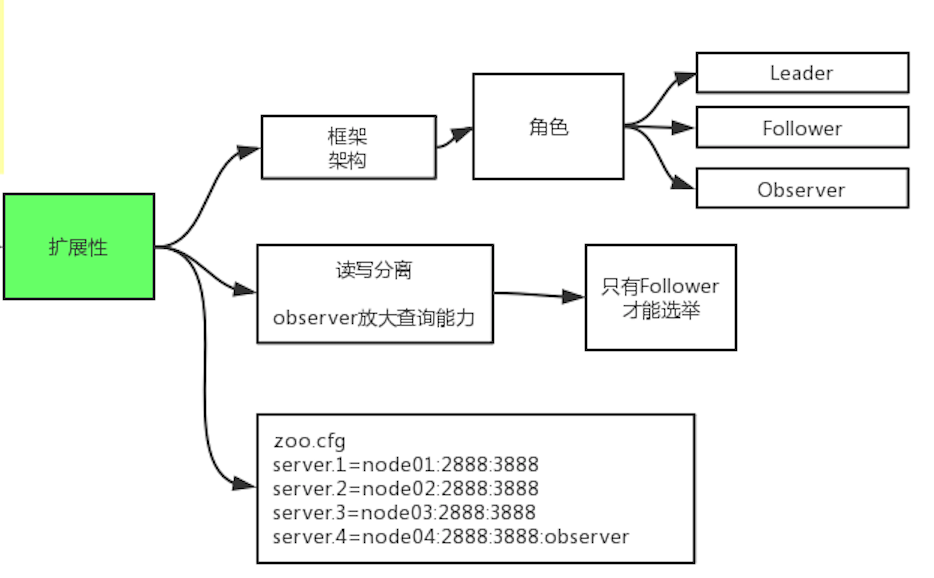 扩展性
框架
架构
角色
Leader
Follower
Observer
读写分离
observer放大查询能力
只有Follower
才能选举
zoo.cfg
server.1=node01:2888:3888
server.2=node02:2888:3888
server.3=node03:2888:3888
server.4=node04:2888:3888:observer